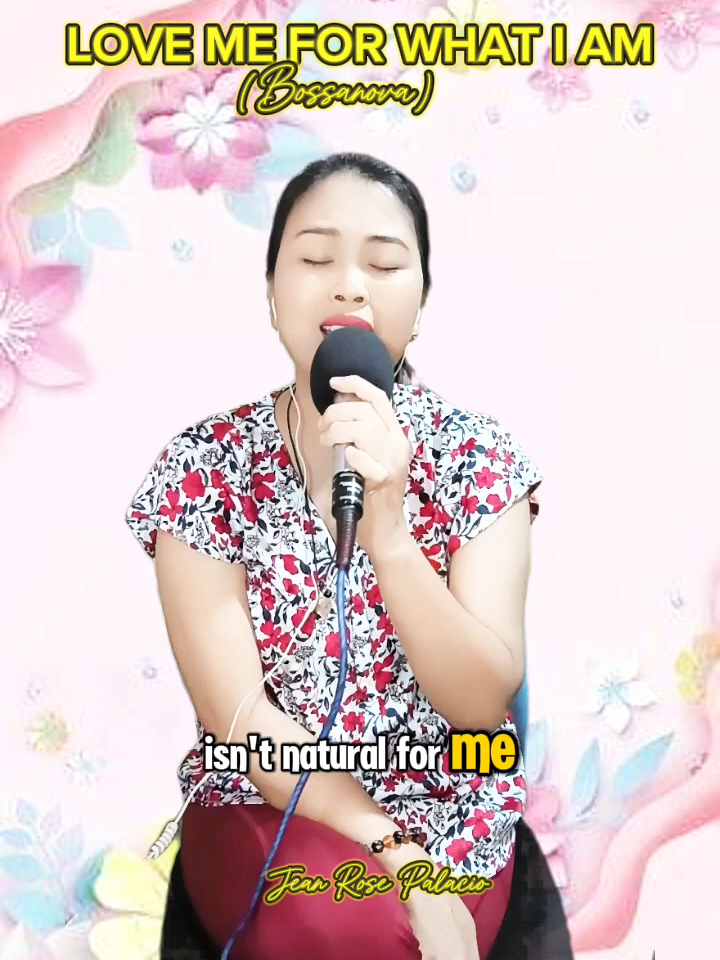 LOVE ME FOR WHAT I AM
(Bossanova)
isn't natural for me
Jean Rose Palacio